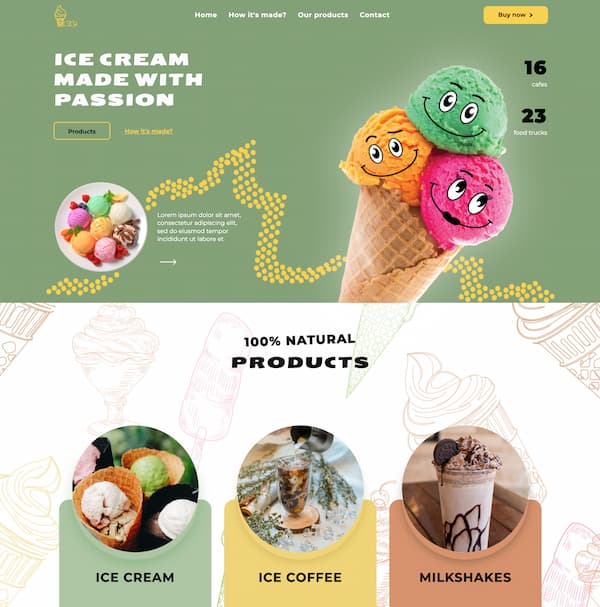 Home How it's made? Our products Contact
Buy now
ICE CREAM
MADE WITH
PASSION
16
cafes
23
food trucks
Products
How it's made?
Lorem ipsum dolor sit amet,
consectetur adipiscing elit,
sed do eiusmod tempor
incididunt ut labore et
100% NATURAL
PRODUCTS
ICE CREAM
ICE COFFEE
MILKSHAKES